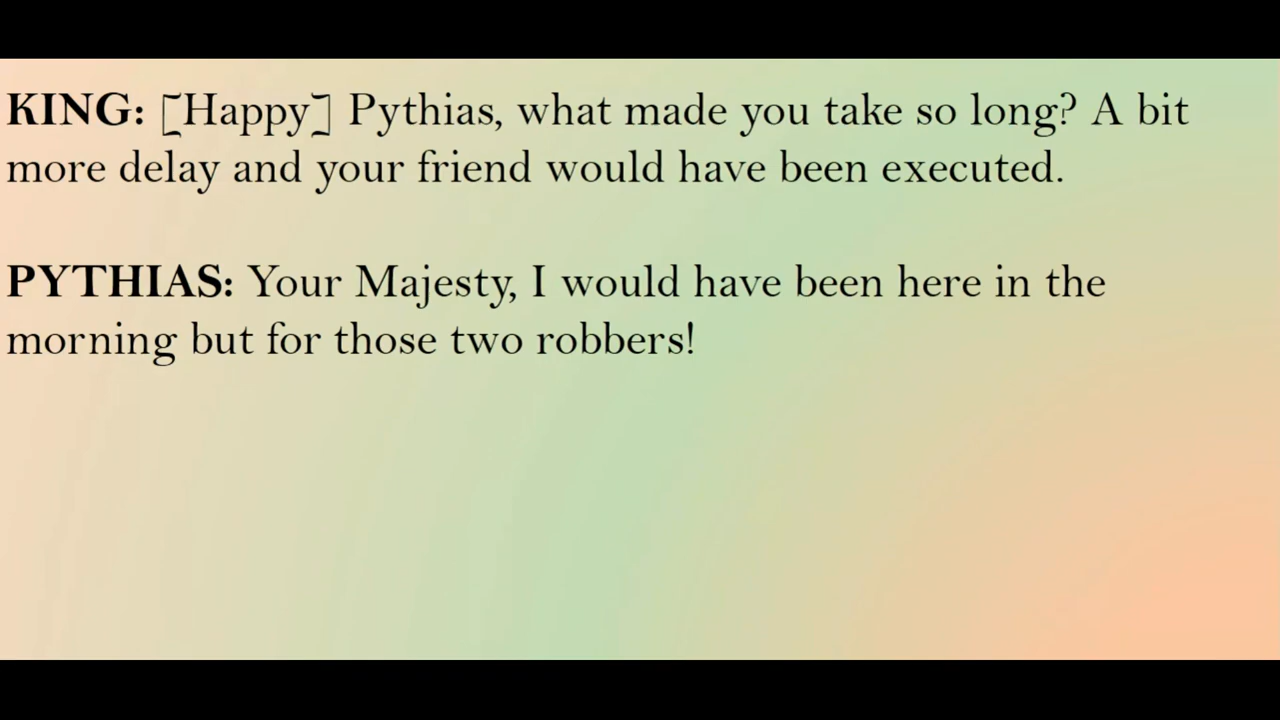 KING: [Happy] Pythias, what made you take so long? A bit
more delay and your friend would have been executed.
PYTHIAS: Your Majesty, I would have been here in the
morning but for those two robbers!